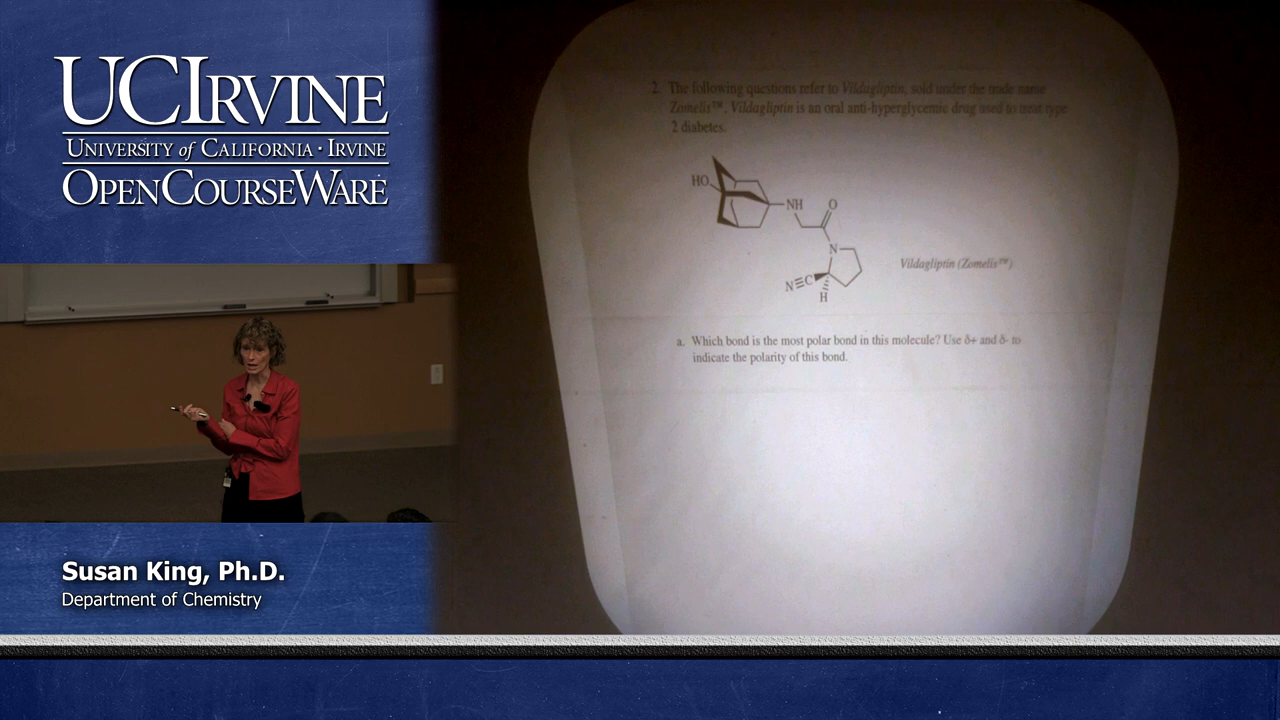 UCIRVINE
UNIVERSITY of CALIFORNIA · IRVINE
OPENCOURSEWARE
Susan King, Ph.D.
Department of Chemistry
2. The following questions refer to Vildagliptin, sold under the trade name
Zomelis™. Vildagliptin is an oral anti-hyperglycemic drug used to treat type
2 diabetes.
HO
NH
O
N
N≡C
H
Vildagliptin (Zomelis™)
a. Which bond is the most polar bond in this molecule? Use δ+ and δ- to
indicate the polarity of this bond.